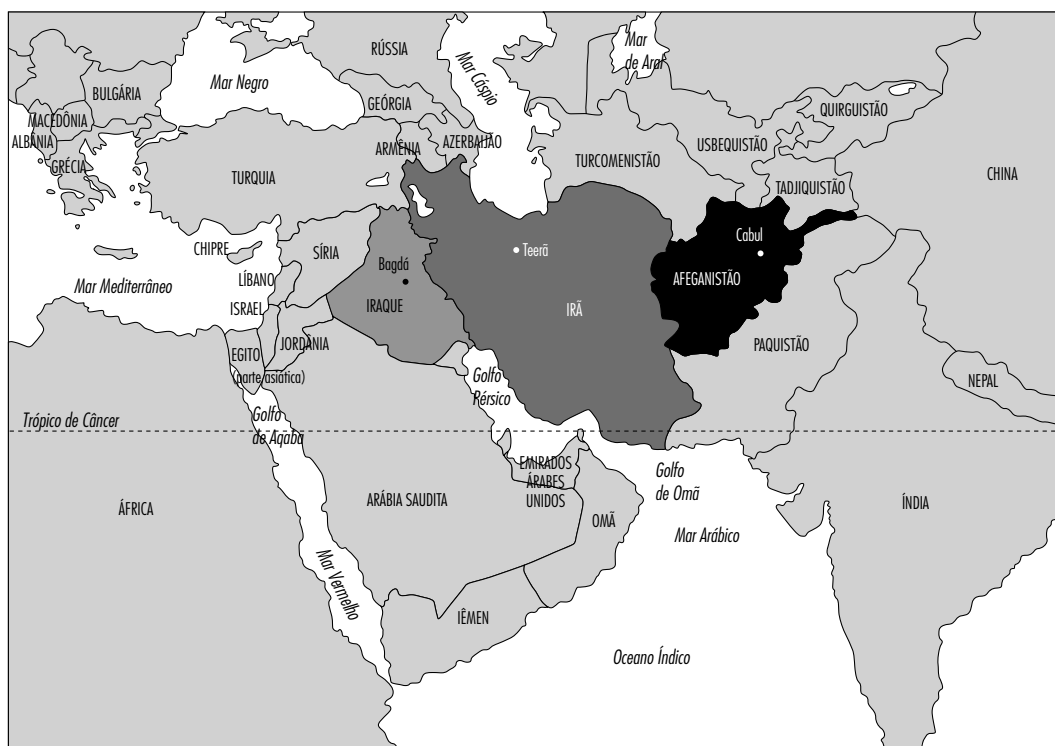 RÚSSIA
Mar
de Aral
Mar Cáspio
Mar Negro
BULGÁRIA
GEÓRGIA
QUIRGUISTÃO
MACEDÔNIA
ALBÂNIA
ARMÊNIA
AZERBAIJÃO
USBEQUISTÃO
GRÉCIA
TURCOMENISTÃO
TURQUIA
TADJIQUISTÃO
CHINA
CHIPRE
SÍRIA
Teerã
Cabul
Bagdá
LÍBANO
AFEGANISTÃO
Mar Mediterrâneo
ISRAEL
IRAQUE
IRÃ
JORDÂNIA
PAQUISTÃO
EGITO
(parte asiática)
Golfo
Pérsico
NEPAL
Trópico de Câncer
Golfo
de Aqaba
EMIRADOS
ÁRABES
UNIDOS
Golfo
de Omã
ÁFRICA
ARÁBIA SAUDITA
ÍNDIA
OMÃ
Mar Arábico
Mar Vermelho
IÊMEN
Oceano Índico